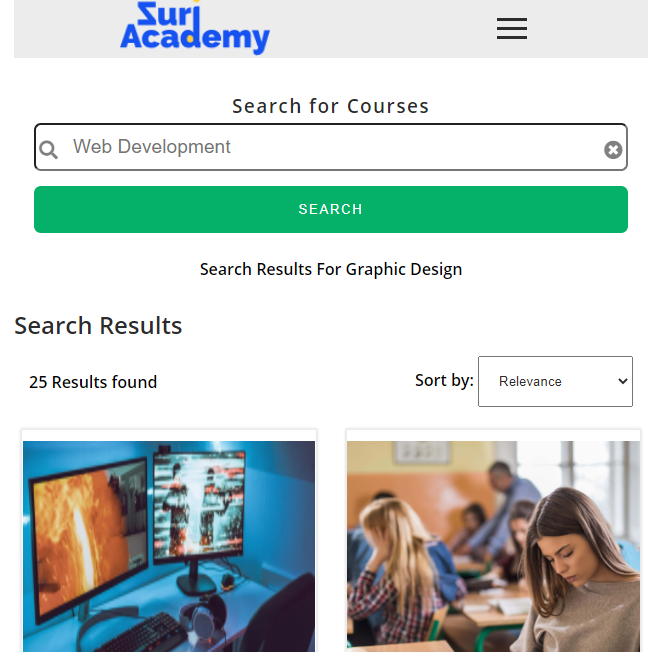 Suri
Academy
Search for Courses
Web Development
SEARCH
Search Results For Graphic Design
Search Results
25 Results found
Sort by:
Relevance